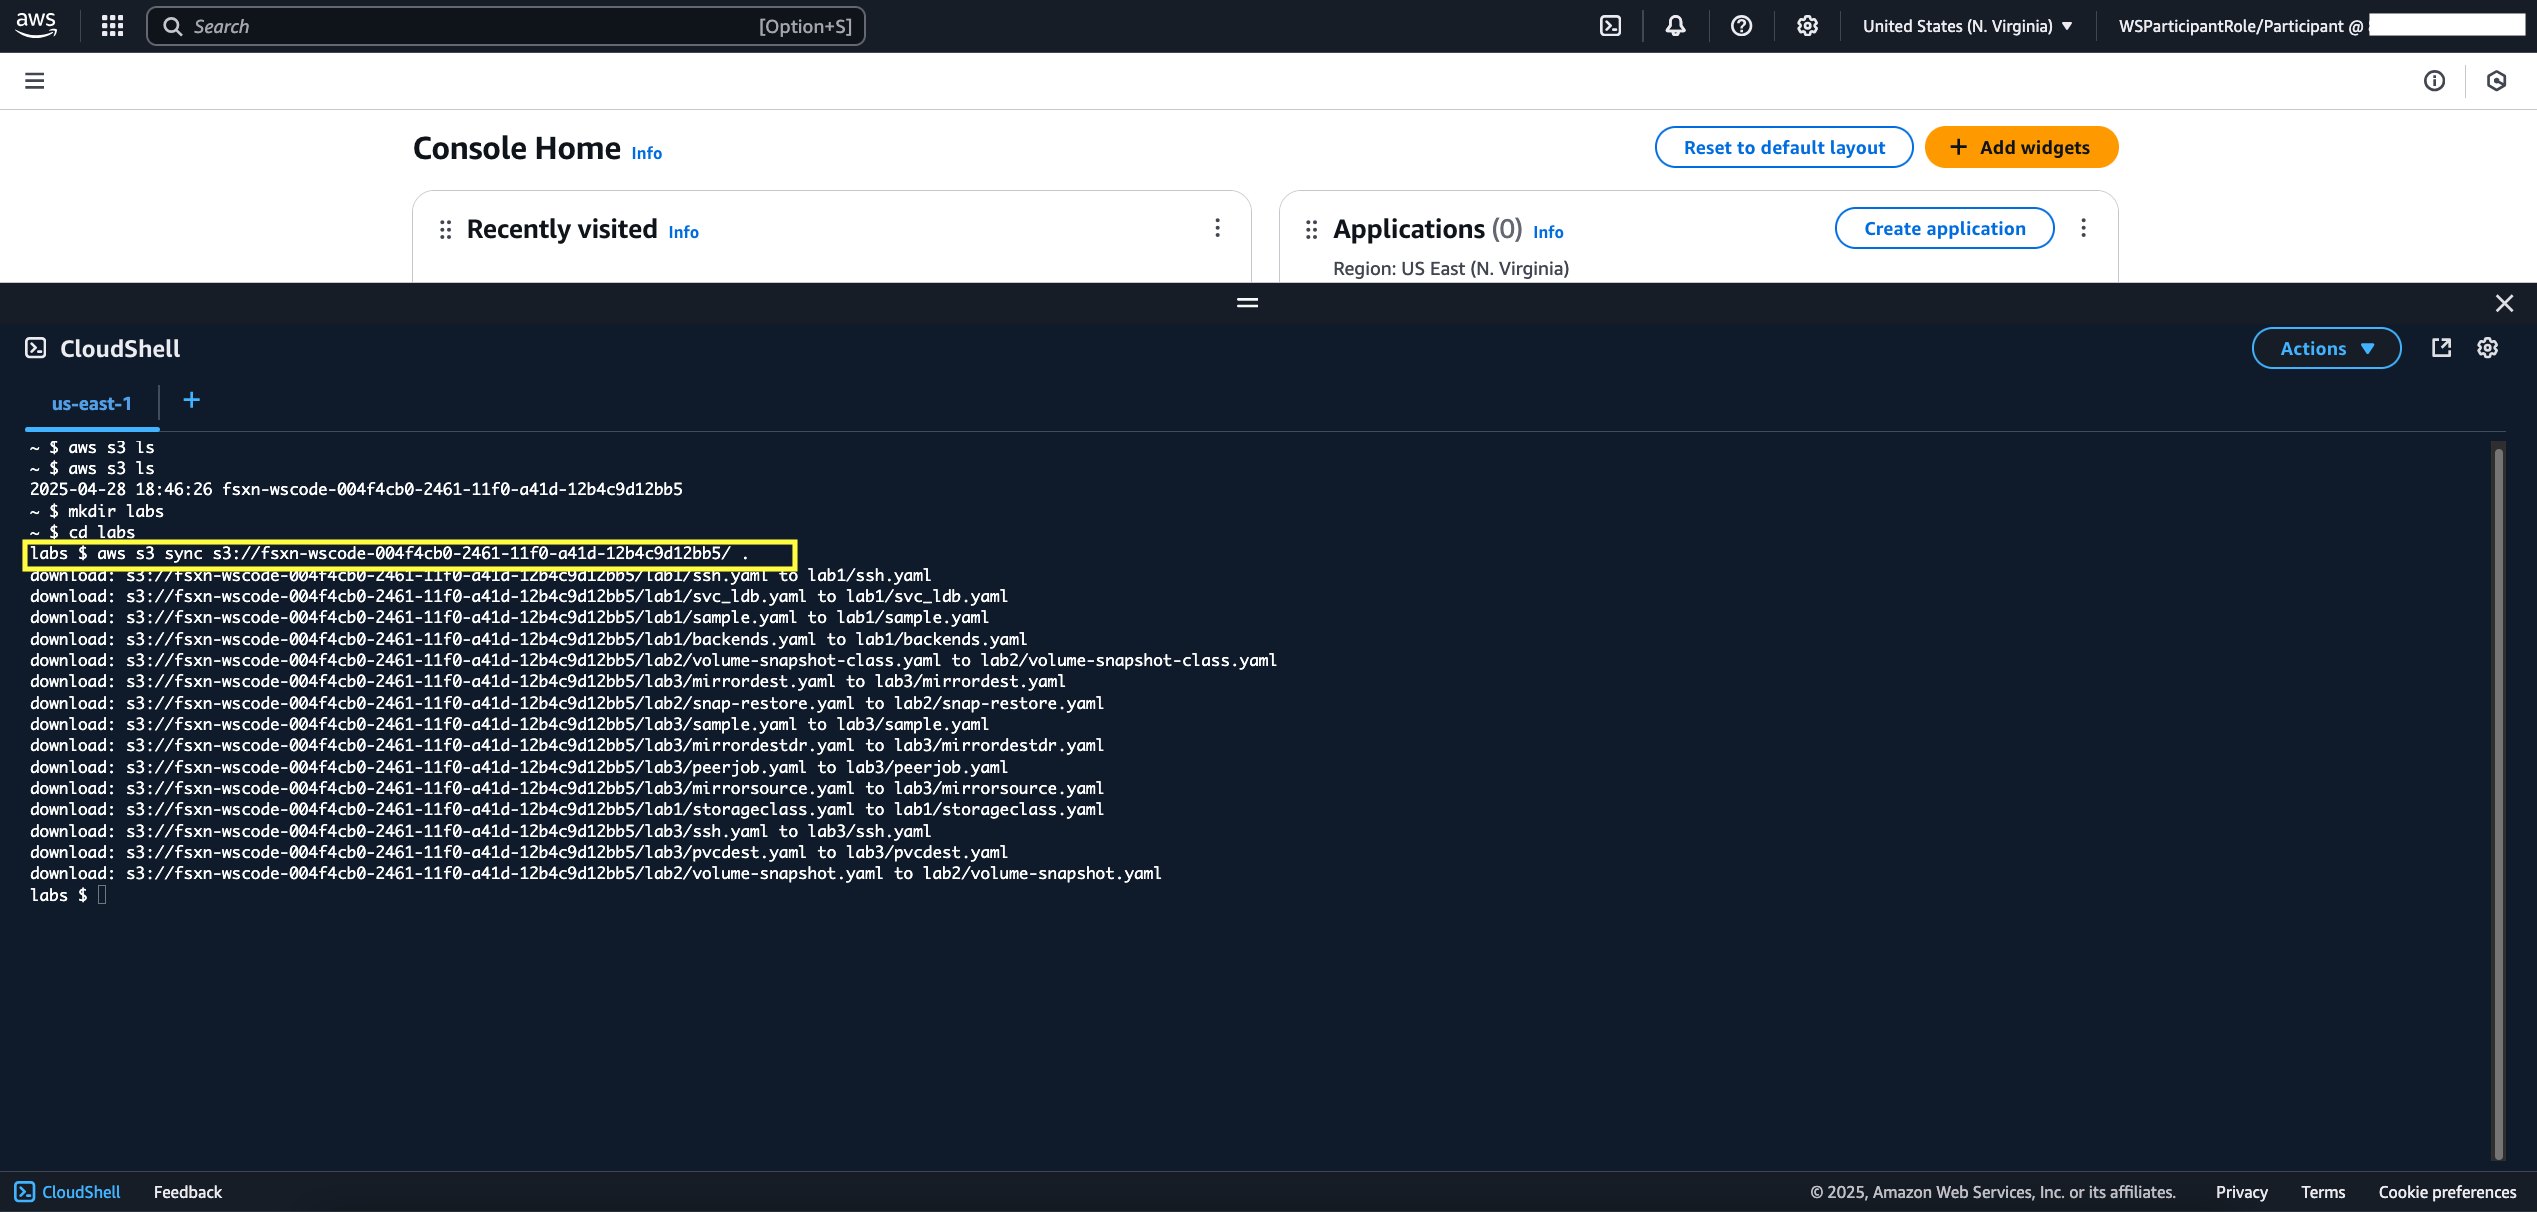 aws
Search [Option+S]
United States (N. Virginia) ▼
WSParticipantRole/Participant @
Console Home Info
Reset to default layout
+ Add widgets
Recently visited Info
Applications (0) Info
Create application
Region: US East (N. Virginia)
CloudShell
Actions ▼
us-east-1
+
~ $ aws s3 ls
~ $ aws s3 ls
2025-04-28 18:46:26 fsxn-wscode-004f4cb0-2461-11f0-a41d-12b4c9d12bb5
~ $ mkdir labs
~ $ cd labs
labs $ aws s3 sync s3://fsxn-wscode-004f4cb0-2461-11f0-a41d-12b4c9d12bb5/ .
download: s3://fsxn-wscode-004f4cb0-2461-11f0-a41d-12b4c9d12bb5/lab1/ssh.yaml to lab1/ssh.yaml
download: s3://fsxn-wscode-004f4cb0-2461-11f0-a41d-12b4c9d12bb5/lab1/svc_ldb.yaml to lab1/svc_ldb.yaml
download: s3://fsxn-wscode-004f4cb0-2461-11f0-a41d-12b4c9d12bb5/lab1/sample.yaml to lab1/sample.yaml
download: s3://fsxn-wscode-004f4cb0-2461-11f0-a41d-12b4c9d12bb5/lab1/backends.yaml to lab1/backends.yaml
download: s3://fsxn-wscode-004f4cb0-2461-11f0-a41d-12b4c9d12bb5/lab2/volume-snapshot-class.yaml to lab2/volume-snapshot-class.yaml
download: s3://fsxn-wscode-004f4cb0-2461-11f0-a41d-12b4c9d12bb5/lab3/mirrordest.yaml to lab3/mirrordest.yaml
download: s3://fsxn-wscode-004f4cb0-2461-11f0-a41d-12b4c9d12bb5/lab2/snap-restore.yaml to lab2/snap-restore.yaml
download: s3://fsxn-wscode-004f4cb0-2461-11f0-a41d-12b4c9d12bb5/lab3/sample.yaml to lab3/sample.yaml
download: s3://fsxn-wscode-004f4cb0-2461-11f0-a41d-12b4c9d12bb5/lab3/mirrordestdr.yaml to lab3/mirrordestdr.yaml
download: s3://fsxn-wscode-004f4cb0-2461-11f0-a41d-12b4c9d12bb5/lab3/peerjob.yaml to lab3/peerjob.yaml
download: s3://fsxn-wscode-004f4cb0-2461-11f0-a41d-12b4c9d12bb5/lab3/mirrorsource.yaml to lab3/mirrorsource.yaml
download: s3://fsxn-wscode-004f4cb0-2461-11f0-a41d-12b4c9d12bb5/lab1/storageclass.yaml to lab1/storageclass.yaml
download: s3://fsxn-wscode-004f4cb0-2461-11f0-a41d-12b4c9d12bb5/lab3/ssh.yaml to lab3/ssh.yaml
download: s3://fsxn-wscode-004f4cb0-2461-11f0-a41d-12b4c9d12bb5/lab3/pvcdest.yaml to lab3/pvcdest.yaml
download: s3://fsxn-wscode-004f4cb0-2461-11f0-a41d-12b4c9d12bb5/lab2/volume-snapshot.yaml to lab2/volume-snapshot.yaml
labs $
CloudShell
Feedback
© 2025, Amazon Web Services, Inc. or its affiliates.
Privacy
Terms
Cookie preferences